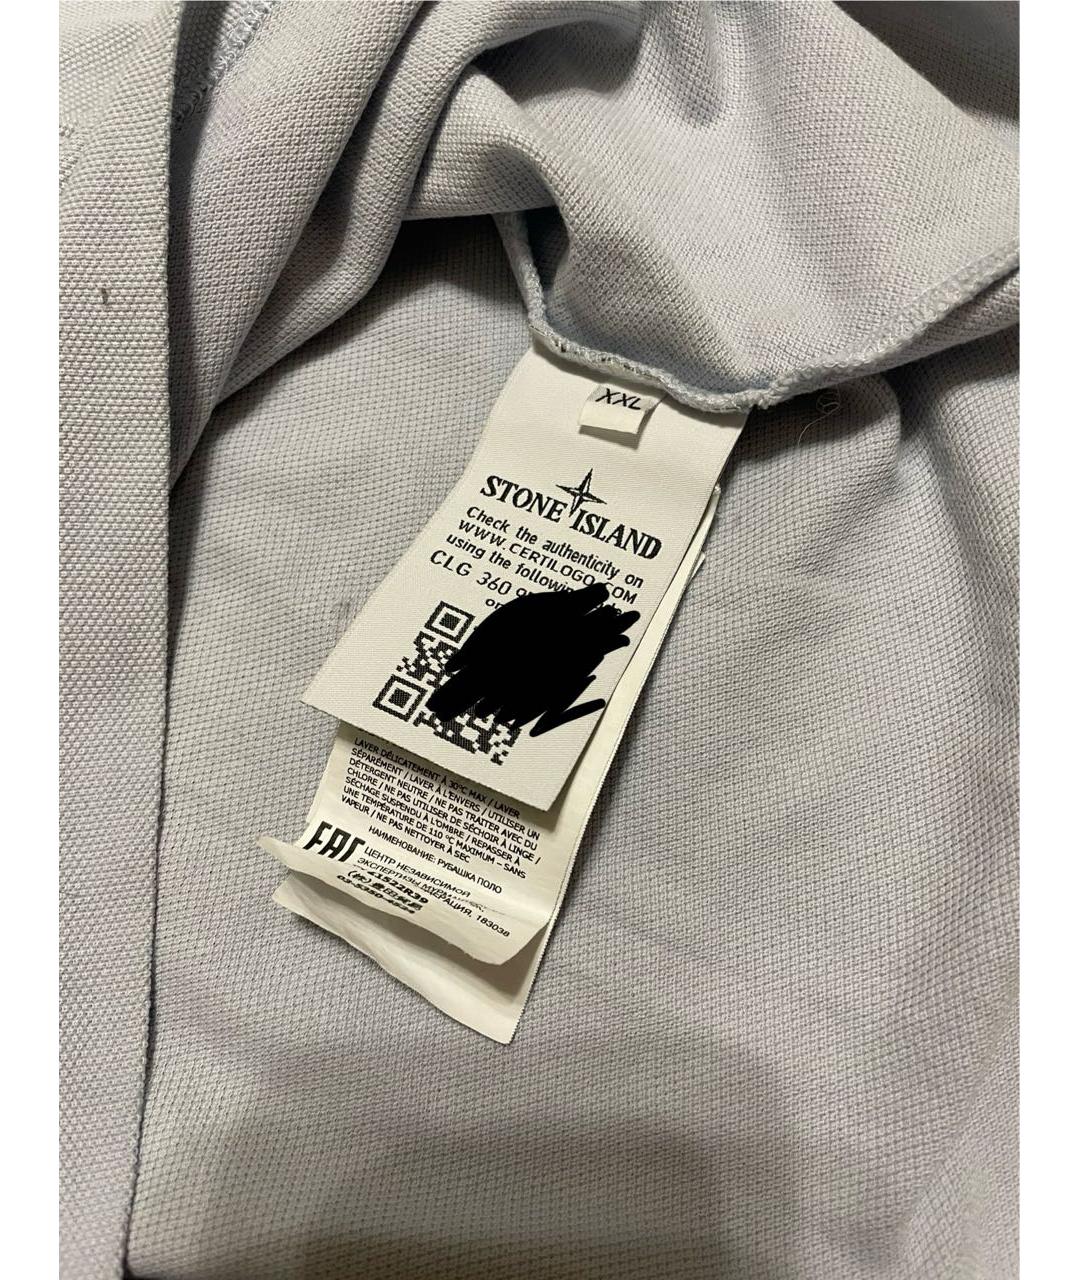 XXL
STONE ISLAND
Check the authenticity on
WWW.CERTILOGO.COM
using the following
CLG 360
or
LAVER DÉLICATEMENT À 30°C MAX / LAVER
SÉPARÉMENT / LAVER À L'ENVERS / UTILISER UN
DÉTERGENT NEUTRE / NE PAS TRAITER AVEC DU
CHLORE / NE PAS UTILISER DE SÉCHOIR À LINGE /
SÉCHAGE SUSPENDU À L'OMBRE / REPASSER À
UNE TEMPÉRATURE DE 110 °C MAXIMUM – SANS
VAPEUR / NE PAS NETTOYER À SEC
EAC
НАИМЕНОВАНИЕ: РУБАШКА ПОЛО
ЦЕНТР НЕЗАВИСИМОЙ
ЭКСПЕРТИЗЫ
183038